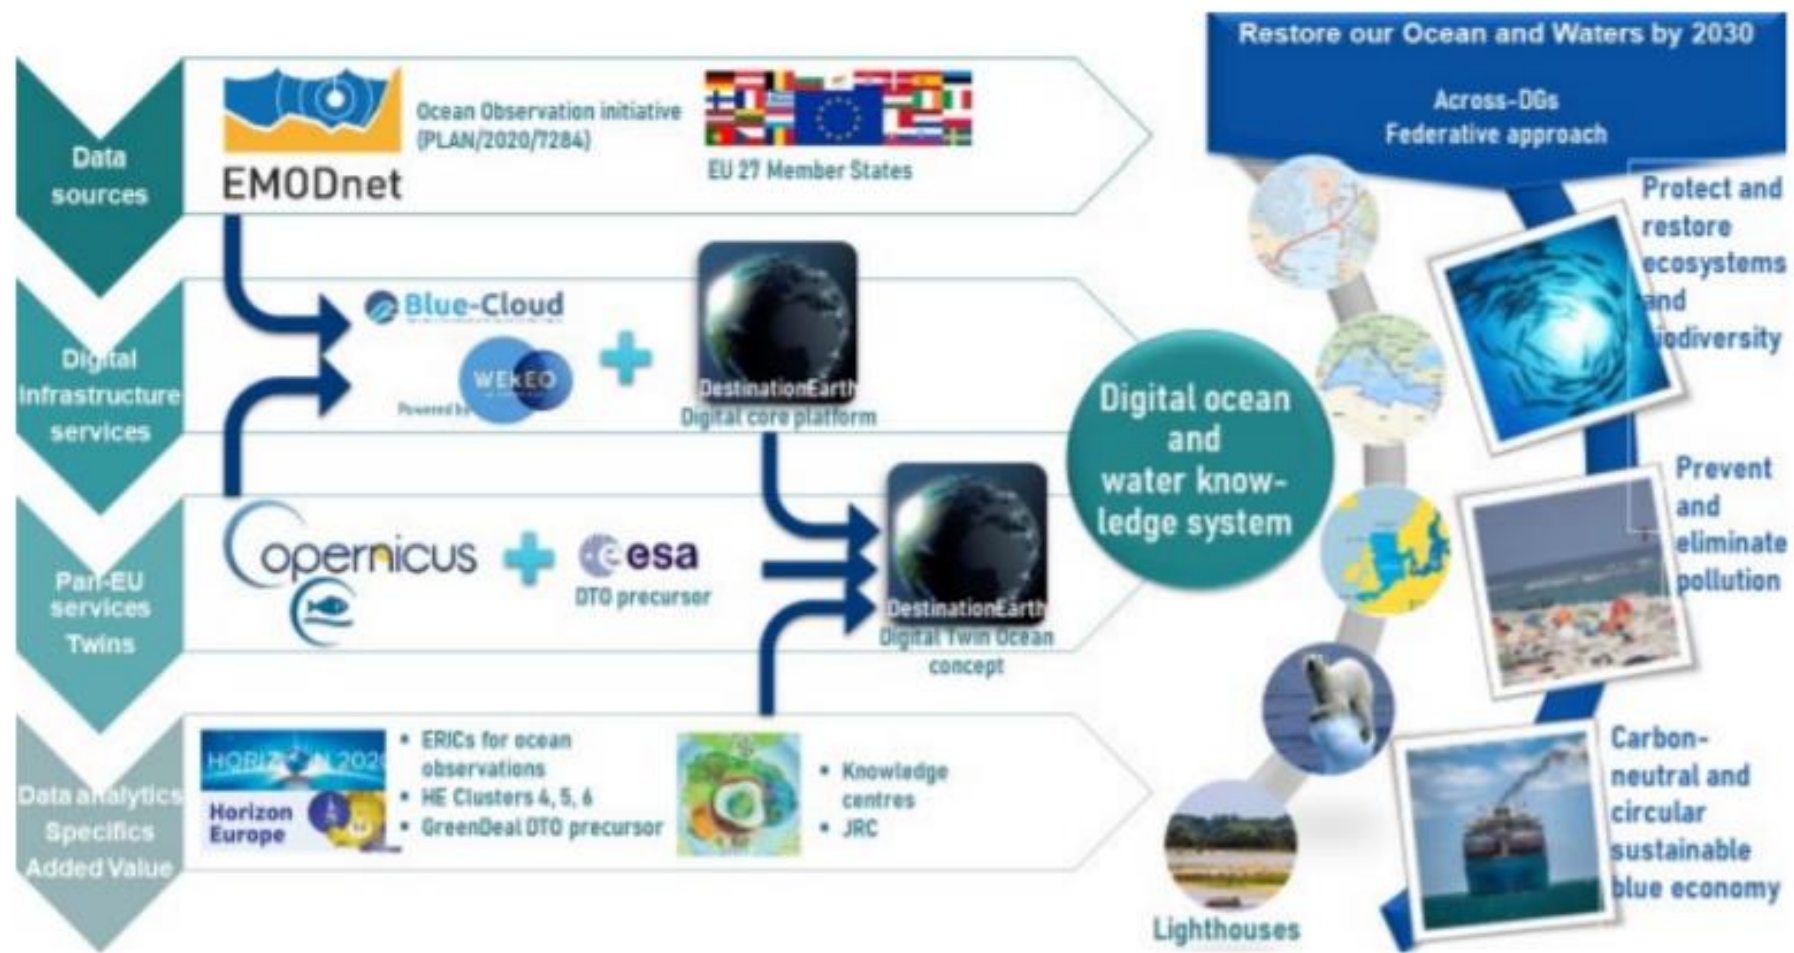 Restore our Ocean and Waters by 2030
Across-DGs
Federative approach
Data
sources
EMODnet
Ocean Observation initiative
(PLAN/2020/7284)
EU 27 Member States
Digital
Infrastructure
services
Blue-Cloud
Powered by
WEkEO
DestinationEarth
Digital core platform
Pan-EU
services
Twins
opernicus
esa
DTO precursor
DestinationEarth
Digital Twin Ocean
concept
Data analytics
Specifics
Added Value
HORIZON 2020
Horizon
Europe
• ERICs for ocean
observations
• HE Clusters 4, 5, 6
• GreenDeal DTO precursor
• Knowledge
centres
• JRC
Digital ocean
and
water know-
ledge system
Lighthouses
Protect and
restore
ecosystems
and
biodiversity
Prevent
and
eliminate
pollution
Carbon-
neutral and
circular
sustainable
blue economy